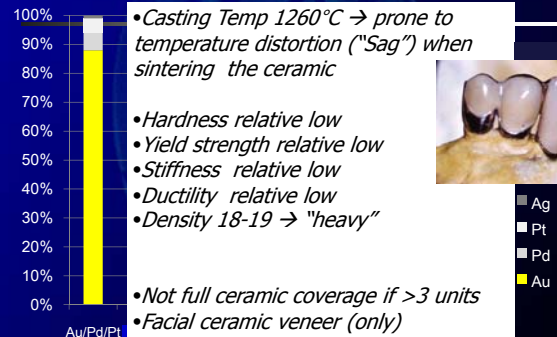 100%
90%
80%
70%
60%
50%
40%
30%
20%
10%
0%
Au/Pd/Pt
•Casting Temp 1260°C → prone to
temperature distortion (“Sag”) when
sintering the ceramic
•Hardness relative low
•Yield strength relative low
•Stiffness relative low
•Ductility relative low
•Density 18-19 → “heavy”
•Not full ceramic coverage if >3 units
•Facial ceramic veneer (only)
Ag
Pt
Pd
Au